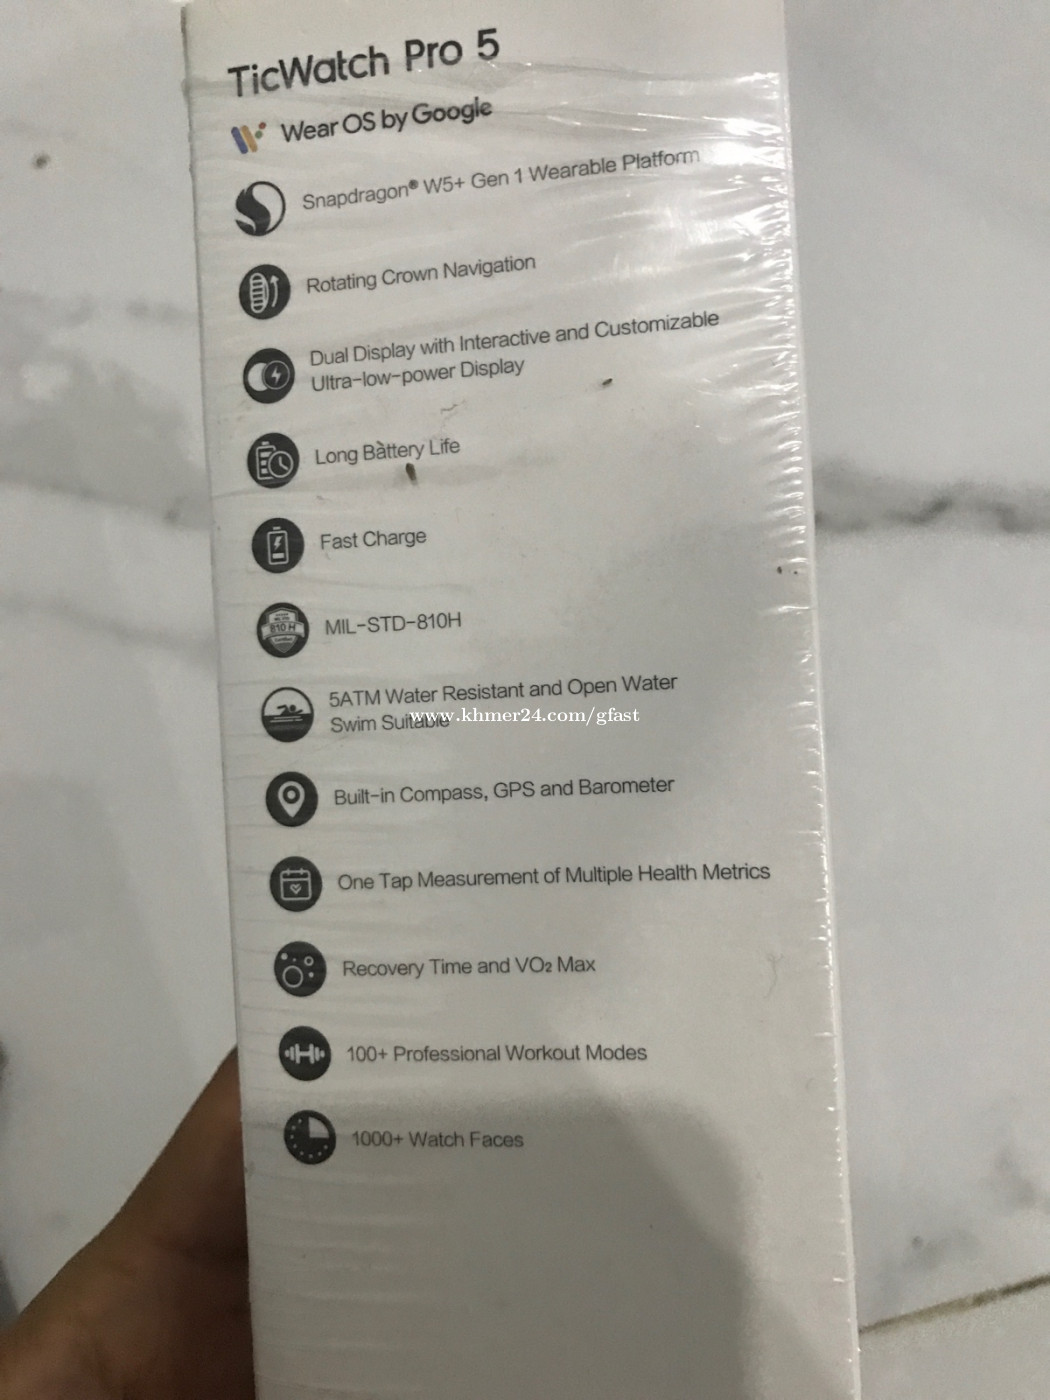 TicWatch Pro 5
Wear OS by Google
Snapdragon® W5+ Gen 1 Wearable Platform
Rotating Crown Navigation
Dual Display with Interactive and Customizable
Ultra-low-power Display
Long Battery Life
Fast Charge
810 H
MIL-STD-810H
5ATM Water Resistant and Open Water
Swim Suitable
www.khmer24.com/gfast
Built-in Compass, GPS and Barometer
One Tap Measurement of Multiple Health Metrics
Recovery Time and VO₂ Max
100+ Professional Workout Modes
1000+ Watch Faces